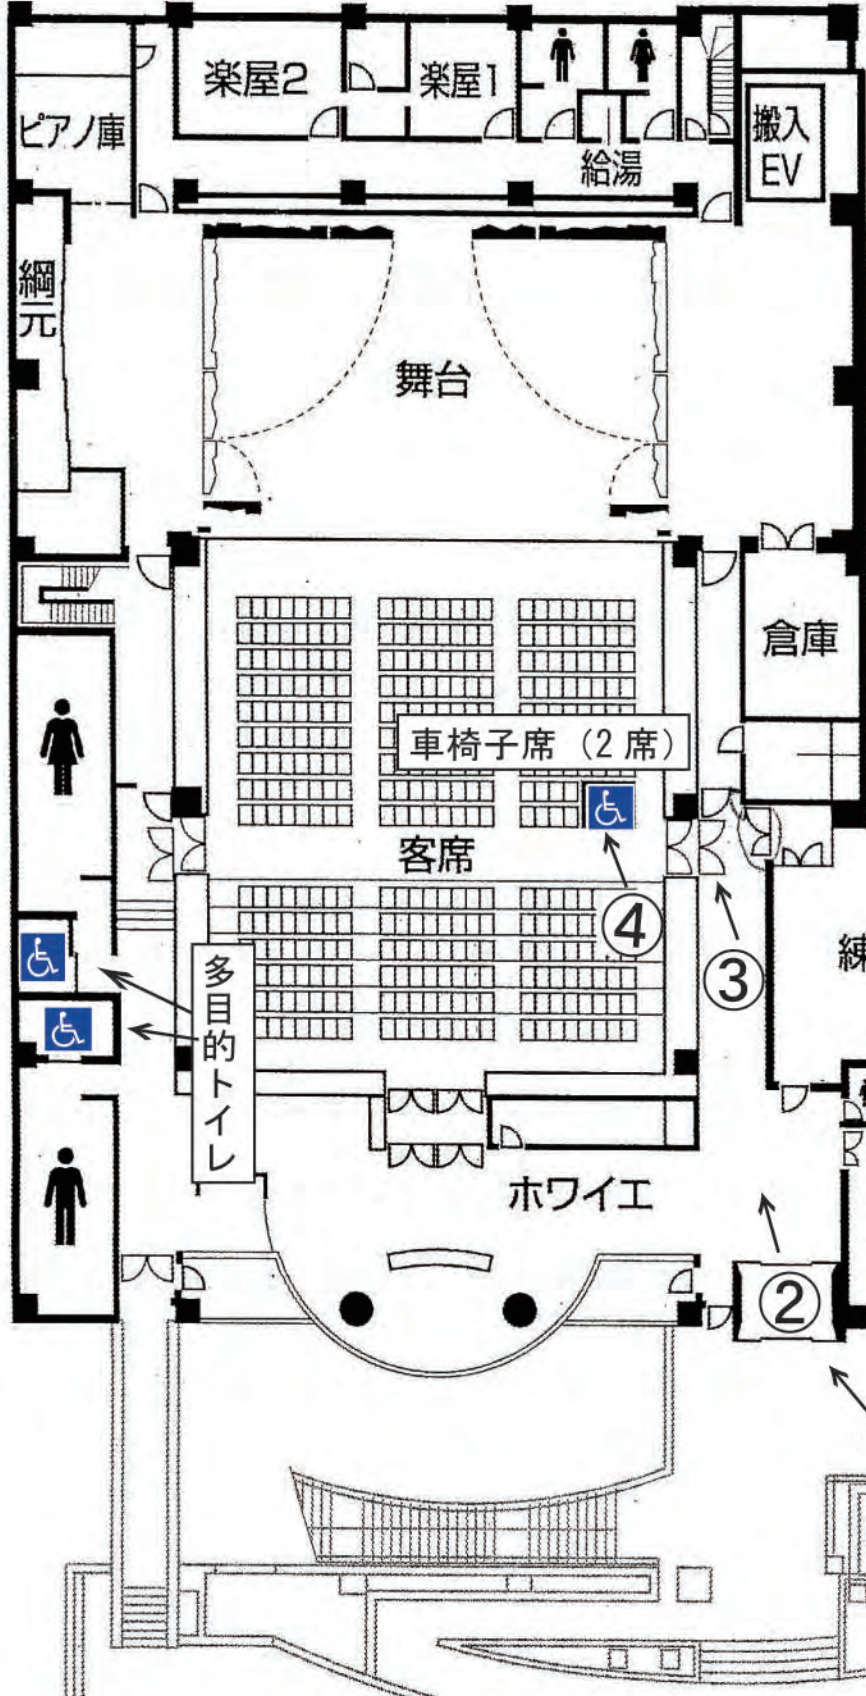 楽屋2
楽屋1
ピアノ庫
搬入
EV
給湯
綱元
舞台
倉庫
車椅子席（2席）
客席
④
③
練
多目的トイレ
ホワイエ
②